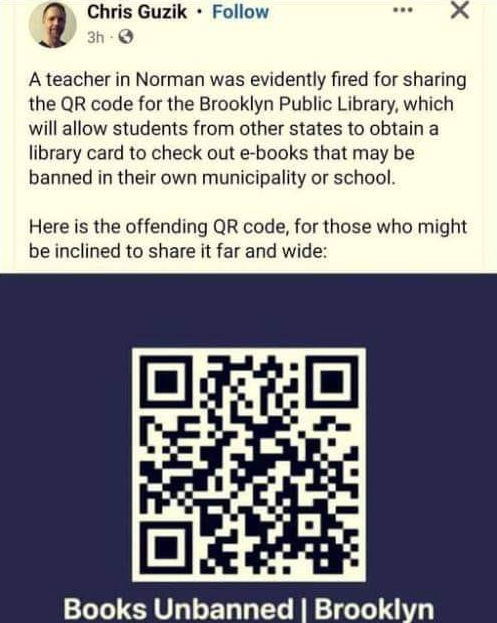 Chris Guzik • Follow
3h ·
A teacher in Norman was evidently fired for sharing
the QR code for the Brooklyn Public Library, which
will allow students from other states to obtain a
library card to check out e-books that may be
banned in their own municipality or school.
Here is the offending QR code, for those who might
be inclined to share it far and wide:
Books Unbanned | Brooklyn